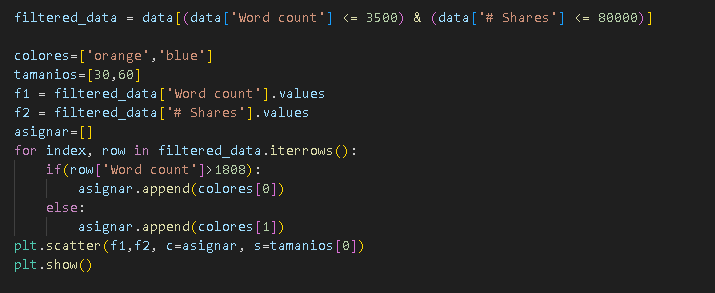 filtered_data = data[(data['Word count'] <= 3500) & (data['# Shares'] <= 80000)]
colores=['orange','blue']
tamanios=[30,60]
f1 = filtered_data['Word count'].values
f2 = filtered_data['# Shares'].values
asignar=[]
for index, row in filtered_data.iterrows():
    if(row['Word count']>1808):
        asignar.append(colores[0])
    else:
        asignar.append(colores[1])
plt.scatter(f1,f2, c=asignar, s=tamanios[0])
plt.show()